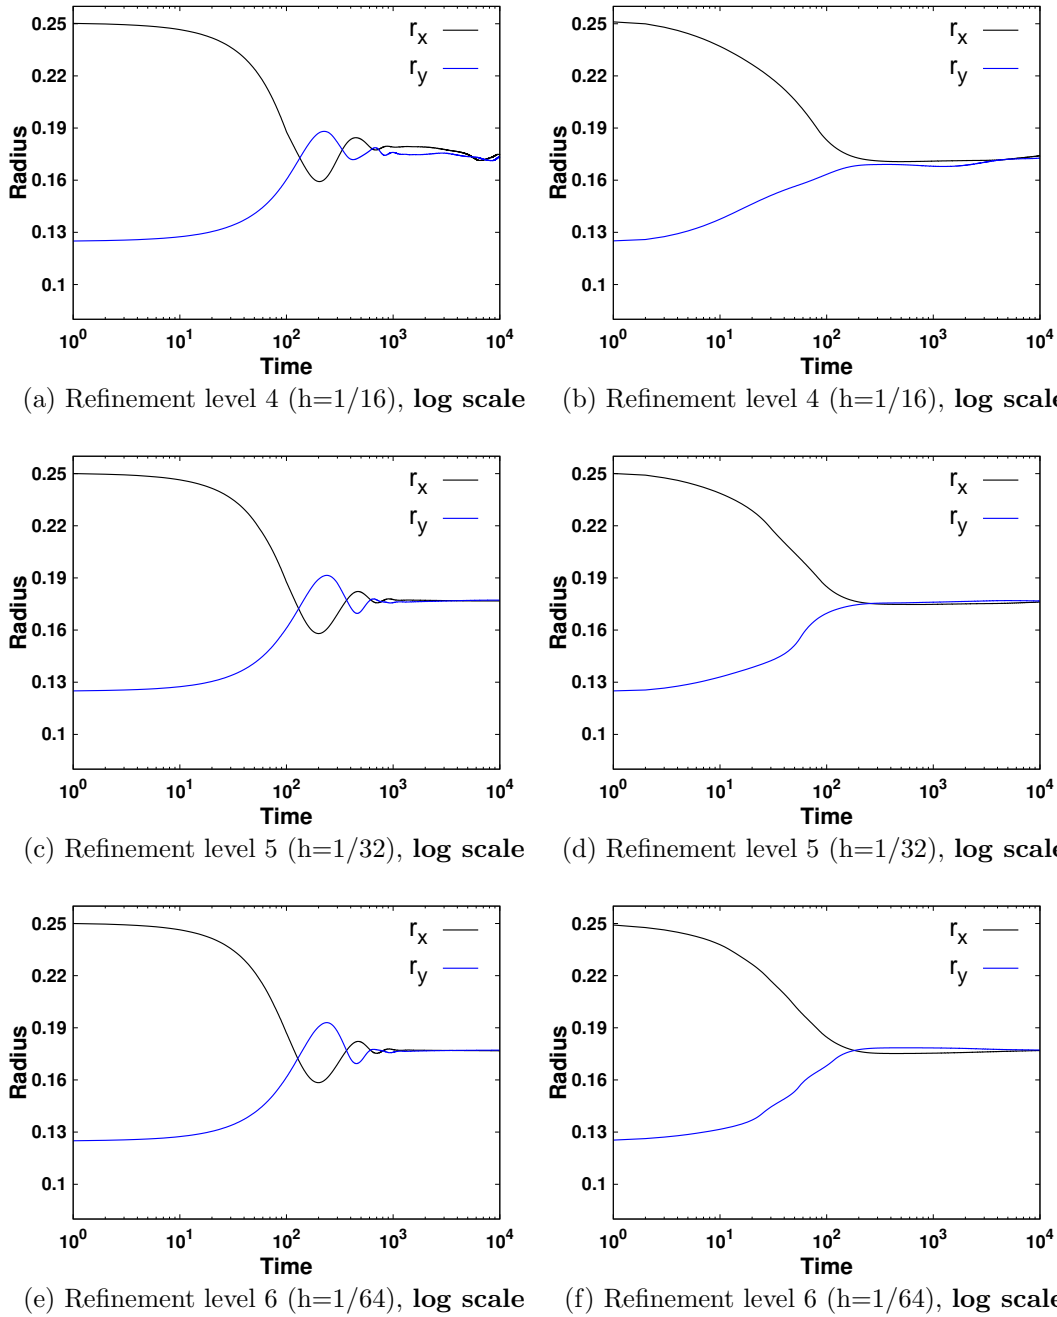 0.25
0.22
0.19
0.16
0.13
0.1
Radius
r_x
r_y
10^0 10^1 10^2 10^3 10^4
Time
(a) Refinement level 4 (h=1/16), log scale
0.25
0.22
0.19
0.16
0.13
0.1
Radius
r_x
r_y
10^0 10^1 10^2 10^3 10^4
Time
(b) Refinement level 4 (h=1/16), log scale
0.25
0.22
0.19
0.16
0.13
0.1
Radius
r_x
r_y
10^0 10^1 10^2 10^3 10^4
Time
(c) Refinement level 5 (h=1/32), log scale
0.25
0.22
0.19
0.16
0.13
0.1
Radius
r_x
r_y
10^0 10^1 10^2 10^3 10^4
Time
(d) Refinement level 5 (h=1/32), log scale
0.25
0.22
0.19
0.16
0.13
0.1
Radius
r_x
r_y
10^0 10^1 10^2 10^3 10^4
Time
(e) Refinement level 6 (h=1/64), log scale
0.25
0.22
0.19
0.16
0.13
0.1
Radius
r_x
r_y
10^0 10^1 10^2 10^3 10^4
Time
(f) Refinement level 6 (h=1/64), log scale